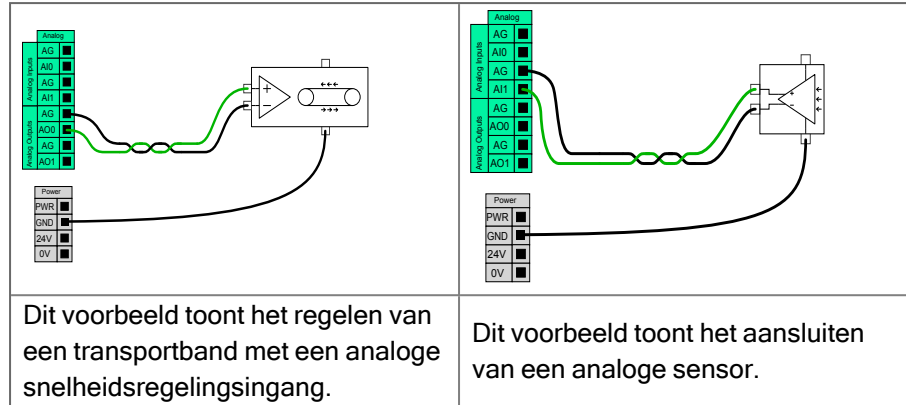 Analog
Analog Inputs
AG
AI0
AG
AI1
Analog Outputs
AG
AO0
AG
AO1
Power
PWR
GND
24V
0V
+
−
Analog
Analog Inputs
AG
AI0
AG
AI1
Analog Outputs
AG
AO0
AG
AO1
Power
PWR
GND
24V
0V
+
-
Dit voorbeeld toont het regelen van
een transportband met een analoge
snelheidsregelingsingang.
Dit voorbeeld toont het aansluiten
van een analoge sensor.